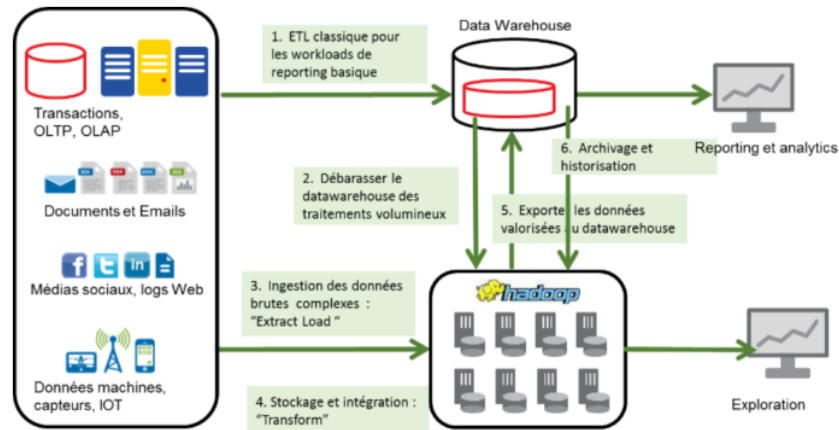 1. ETL classique pour
les workloads de
reporting basique
Data Warehouse
Transactions,
OLTP, OLAP
PDF
DOC
Documents et Emails
Médias sociaux, logs Web
Données machines,
capteurs, IOT
2. Débarasser le
datawarehouse des
traitements volumineux
6. Archivage et
historisation
Reporting et analytics
5. Exporter les données
valorisées au datawarehouse
3. Ingestion des données
brutes complexes :
“Extract Load “
4. Stockage et intégration :
“Transform”
hadoop
Exploration